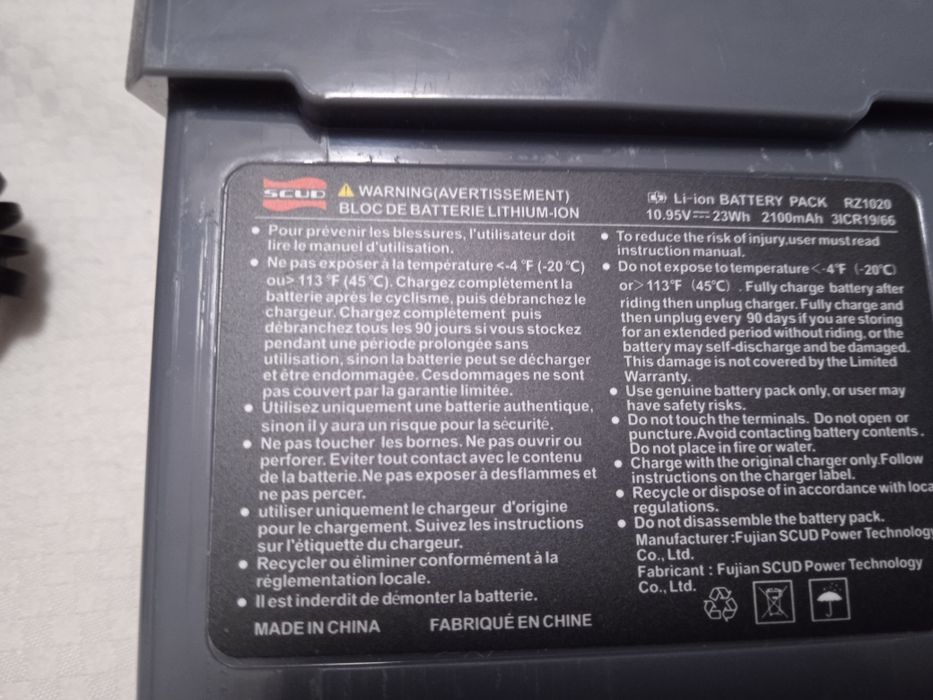 SCUD
WARNING(AVERTISSEMENT)
BLOC DE BATTERIE LITHIUM-ION
Li-ion BATTERY PACK RZ1020
10.95V⎓23Wh 2100mAh 3ICR19/66
• Pour prévenir les blessures, l'utilisateur doit
lire le manuel d'utilisation.
• Ne pas exposer à la température <-4 °F (-20 °C)
ou> 113 °F (45 °C). Chargez complètement la
batterie après le cyclisme, puis débranchez le
chargeur. Chargez complètement puis
débranchez tous les 90 jours si vous stockez
pendant une période prolongée sans
utilisation, sinon la batterie peut se décharger
et être endommagée. Cesdommages ne sont
pas couvert par la garantie limitée.
• Utilisez uniquement une batterie authentique,
sinon il y aura un risque pour la sécurité.
• Ne pas toucher les bornes. Ne pas ouvrir ou
perforer. Eviter tout contact avec le contenu
de la batterie.Ne pas exposer à desflammes et
ne pas percer.
• utiliser uniquement le chargeur d'origine
pour le chargement. Suivez les instructions
sur l'étiquette du chargeur.
• Recycler ou éliminer conformément à la
réglementation locale.
• Il est inderdit de démonter la batterie.
MADE IN CHINA FABRIQUÉ EN CHINE
• To reduce the risk of injury,user must read
instruction manual.
• Do not expose to temperature<-4℉ (-20℃)
or>113℉ (45℃) . Fully charge battery after
riding then unplug charger. Fully charge and
then unplug every 90 days if you are storing
for an extended period without riding, or the
battery may self-discharge and be damaged.
This damage is not covered by the Limited
Warranty.
• Use genuine battery pack only, or user may
have safety risks.
• Do not touch the terminals. Do not open or
puncture.Avoid contacting battery contents.
Do not place in fire or water.
• Charge with the original charger only.Follow
instructions on the charger label.
• Recycle or dispose of in accordance with loca
regulations.
• Do not disassemble the battery pack.
Manufacturer :Fujian SCUD Power Technology
Co., Ltd.
Fabricant : Fujian SCUD Power Technology
Co., Ltd.